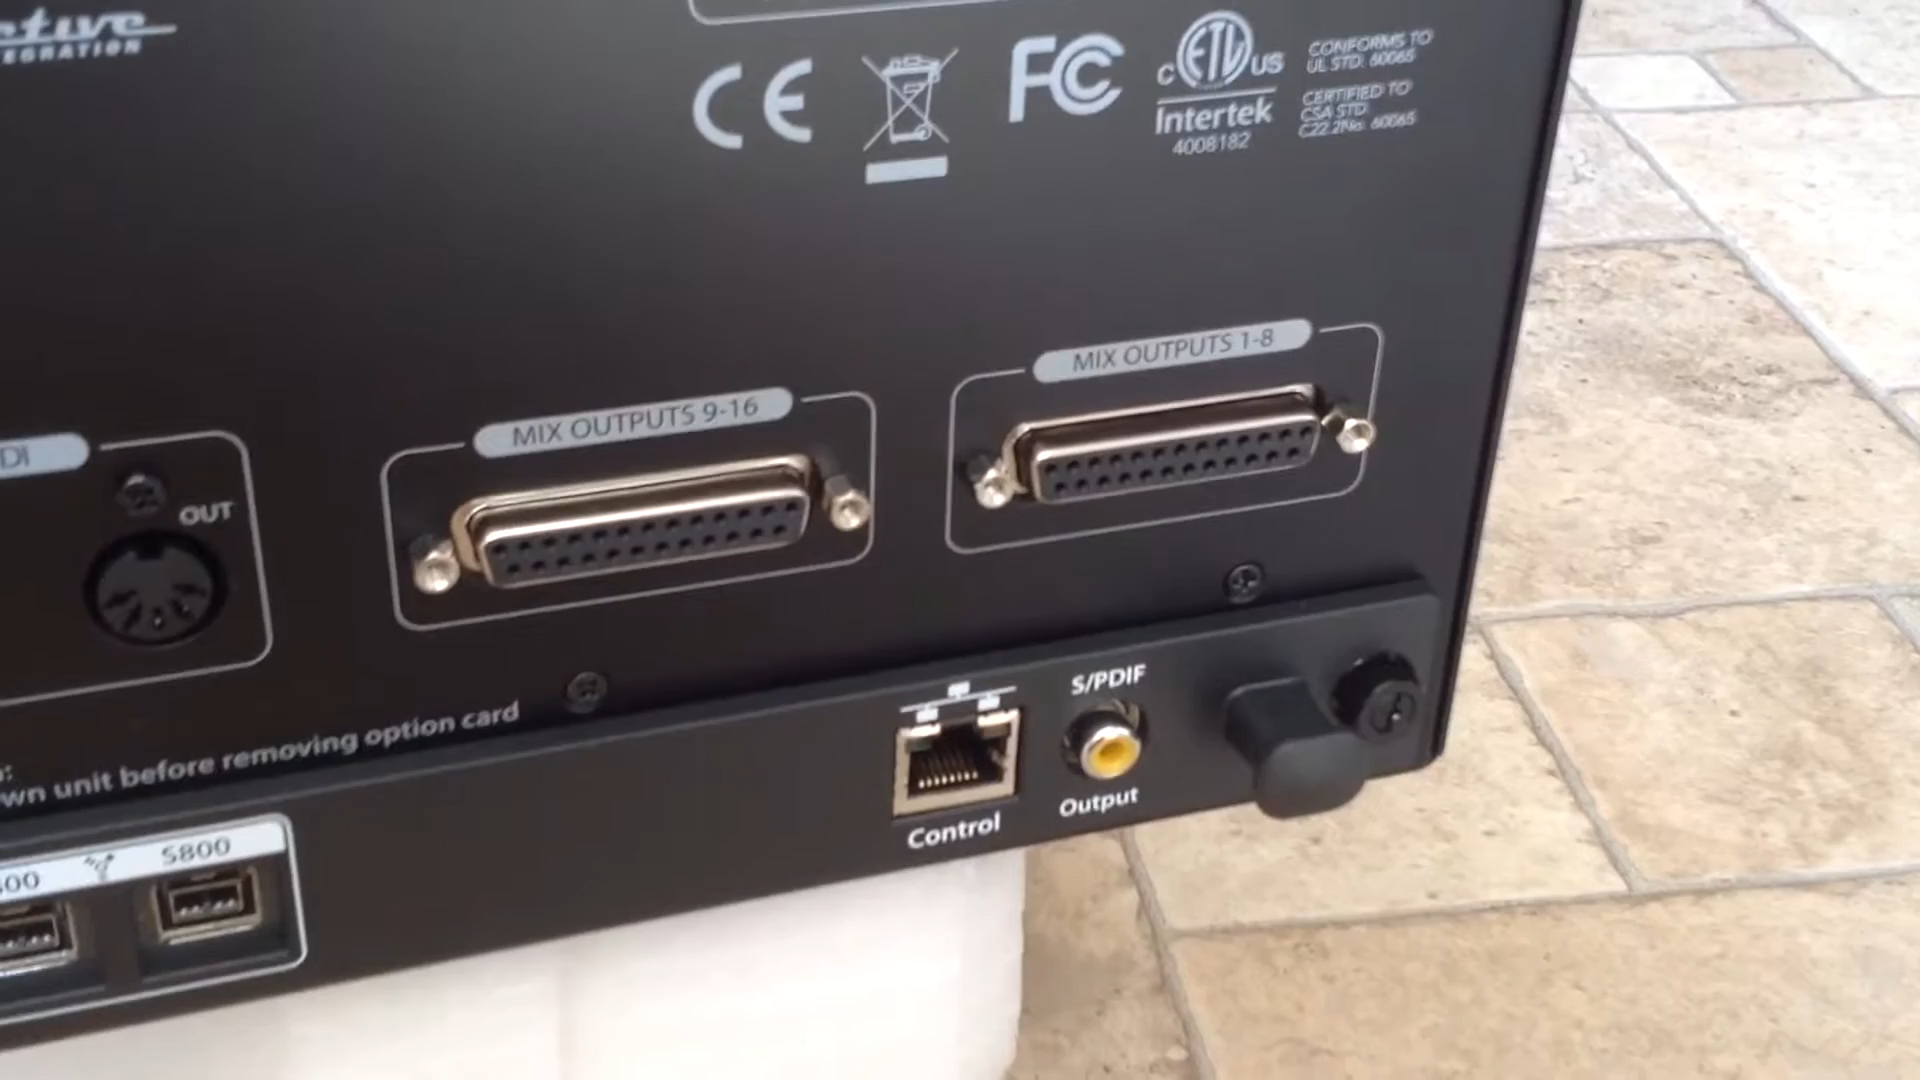 CE
FC
c ETL US
Intertek
4008182
CONFORMS TO
UL STD. 60065
CERTIFIED TO
CSA STD.
C22.2No. 60065
MIX OUTPUTS 9-16
MIX OUTPUTS 1-8
OUT
wn unit before removing option card
S/PDIF
Output
Control
S800